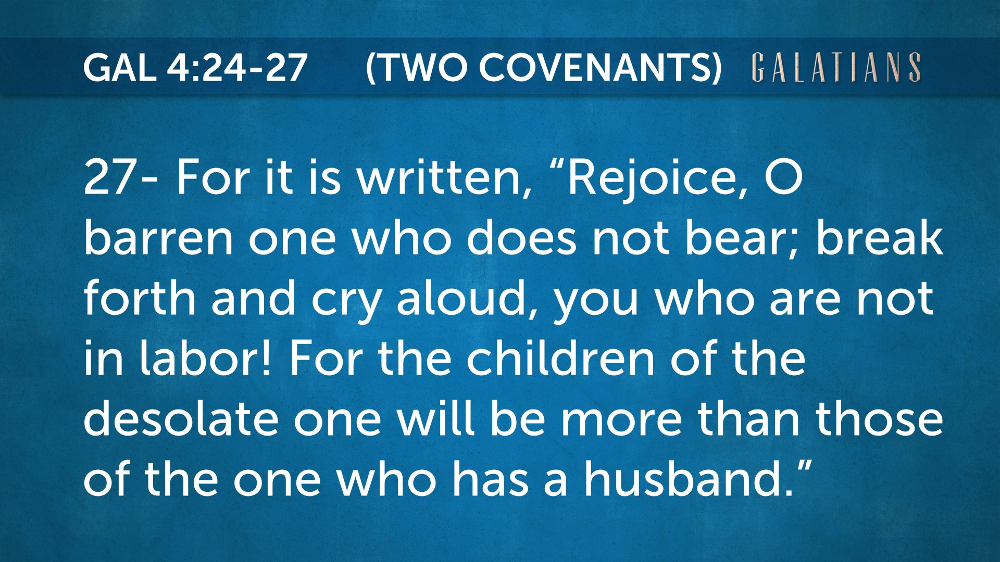 GAL 4:24-27 (TWO COVENANTS) GALATIANS
27- For it is written, “Rejoice, O
barren one who does not bear; break
forth and cry aloud, you who are not
in labor! For the children of the
desolate one will be more than those
of the one who has a husband.”